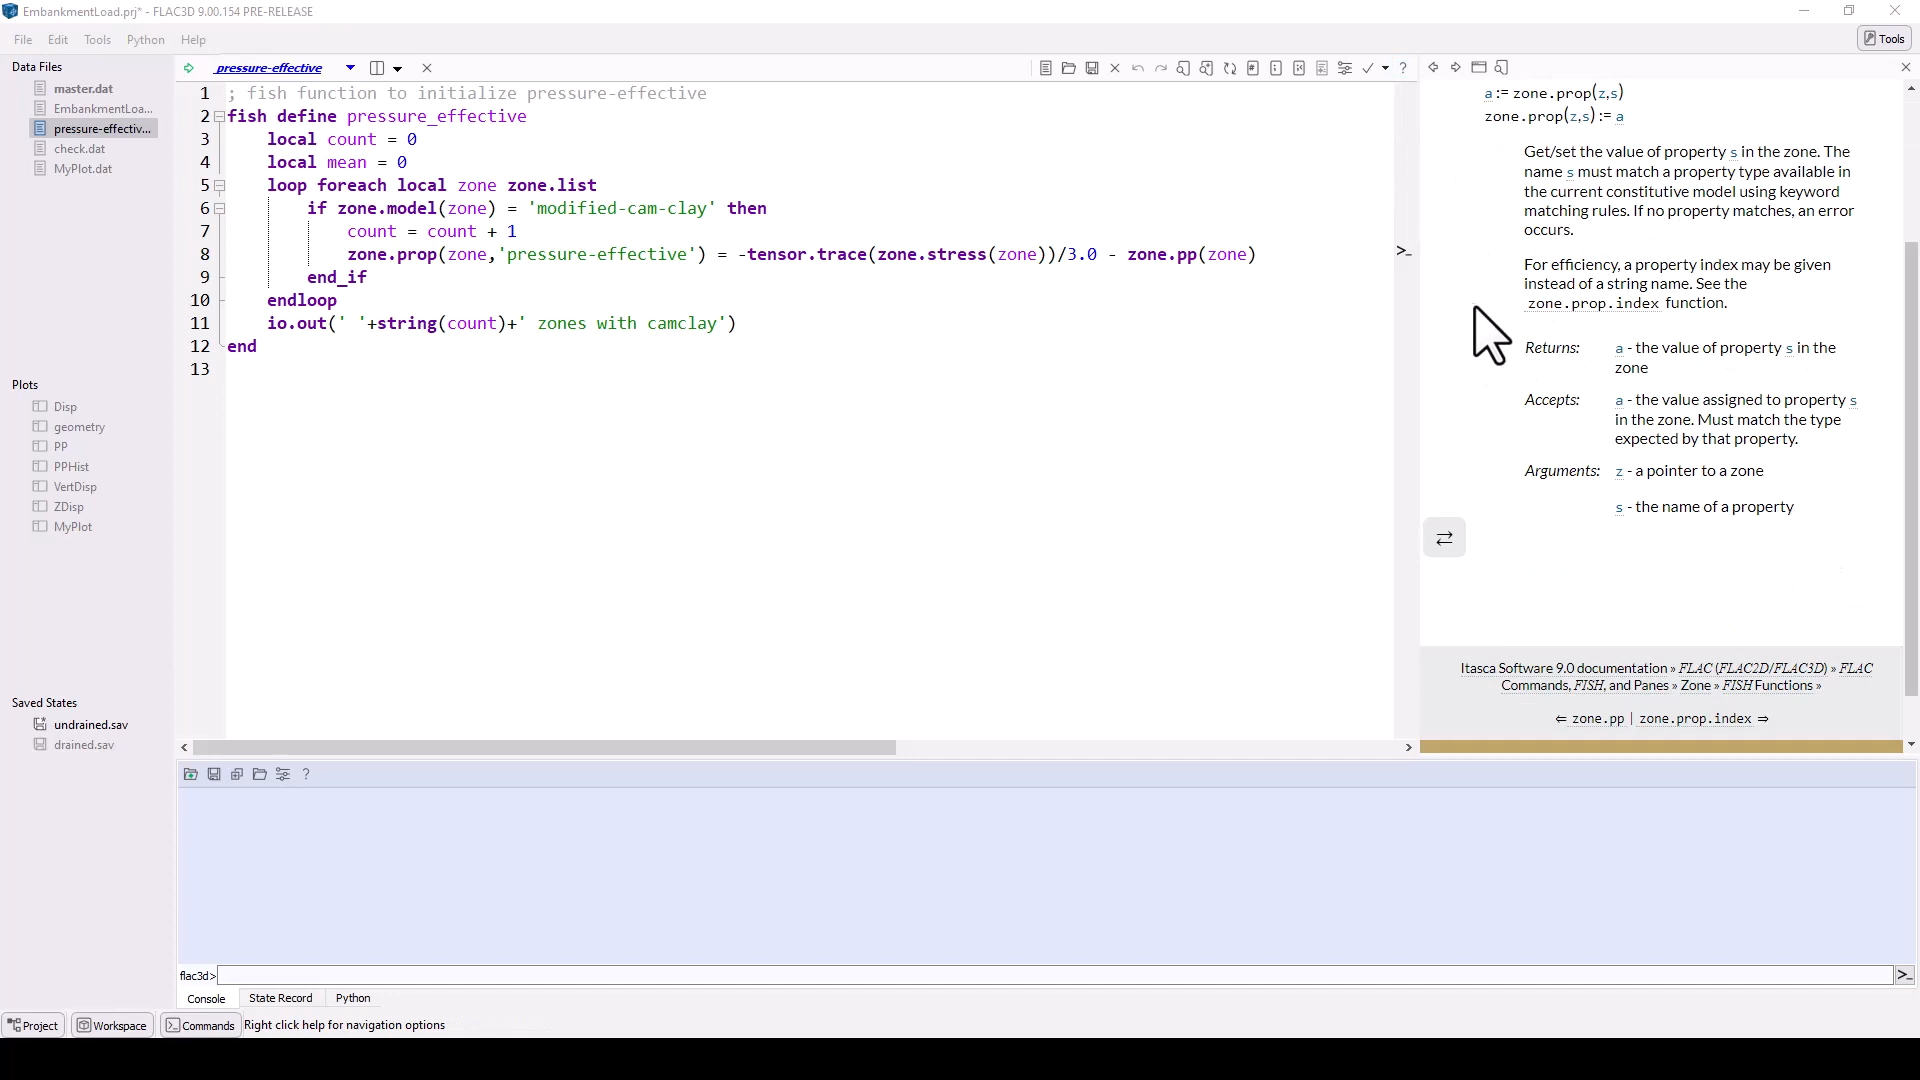 EmbankmentLoad.prj* - FLAC3D 9.00.154 PRE-RELEASE
File Edit Tools Python Help
Tools
Data Files
master.dat
EmbankmentLoa...
pressure-effectiv...
check.dat
MyPlot.dat
Plots
Disp
geometry
PP
PPHist
VertDisp
ZDisp
MyPlot
Saved States
undrained.sav
drained.sav
pressure-effective
1 ; fish function to initialize pressure-effective
2 fish define pressure_effective
3 local count = 0
4 local mean = 0
5 loop foreach local zone zone.list
6 if zone.model(zone) = 'modified-cam-clay' then
7 count = count + 1
8 zone.prop(zone,'pressure-effective') = -tensor.trace(zone.stress(zone))/3.0 - zone.pp(zone)
9 end_if
10 endloop
11 io.out(' '+string(count)+' zones with camclay')
12 end
13
>_
a := zone.prop(z,s)
zone.prop(z,s) := a
Get/set the value of property s in the zone. The
name s must match a property type available in
the current constitutive model using keyword
matching rules. If no property matches, an error
occurs.
For efficiency, a property index may be given
instead of a string name. See the
zone.prop.index function.
Returns: a - the value of property s in the
zone
Accepts: a - the value assigned to property s
in the zone. Must match the type
expected by that property.
Arguments: z - a pointer to a zone
s - the name of a property
Itasca Software 9.0 documentation » FLAC (FLAC2D/FLAC3D) » FLAC
Commands, FISH, and Panes » Zone » FISH Functions »
⇐ zone.pp | zone.prop.index ⇒
flac3d>
Console State Record Python
Project Workspace Commands Right click help for navigation options